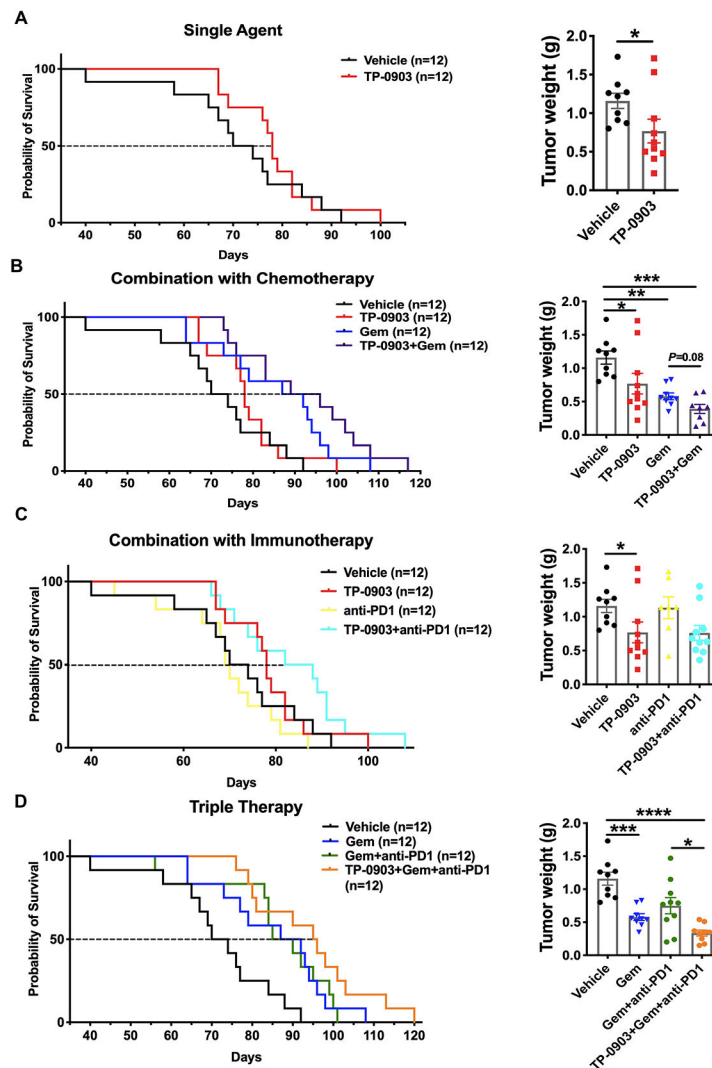 A
Single Agent
Vehicle (n=12)
TP-0903 (n=12)
Probability of Survival
100
50
0
40
60
80
100
Days
Tumor weight (g)
2.0
1.5
1.0
0.5
0.0
*
Vehicle
TP-0903
B
Combination with Chemotherapy
Vehicle (n=12)
TP-0903 (n=12)
Gem (n=12)
TP-0903+Gem (n=12)
Probability of Survival
100
50
0
40
50
60
70
80
90
100
110
120
Days
Tumor weight (g)
2.0
1.5
1.0
0.5
0.0
***
**
*
P=0.08
Vehicle
TP-0903
Gem
TP-0903+Gem
C
Combination with Immunotherapy
Vehicle (n=12)
TP-0903 (n=12)
anti-PD1 (n=12)
TP-0903+anti-PD1 (n=12)
Probability of Survival
100
50
0
40
60
80
100
Days
Tumor weight (g)
2.0
1.5
1.0
0.5
0.0
*
Vehicle
TP-0903
anti-PD1
TP-0903+anti-PD1
D
Triple Therapy
Vehicle (n=12)
Gem (n=12)
Gem+anti-PD1 (n=12)
TP-0903+Gem+anti-PD1
(n=12)
Probability of Survival
100
50
0
40
50
60
70
80
90
100
110
120
Days
Tumor weight (g)
2.0
1.5
1.0
0.5
0.0
****
***
*
Vehicle
Gem
Gem+anti-PD1
TP-0903+Gem+anti-PD1